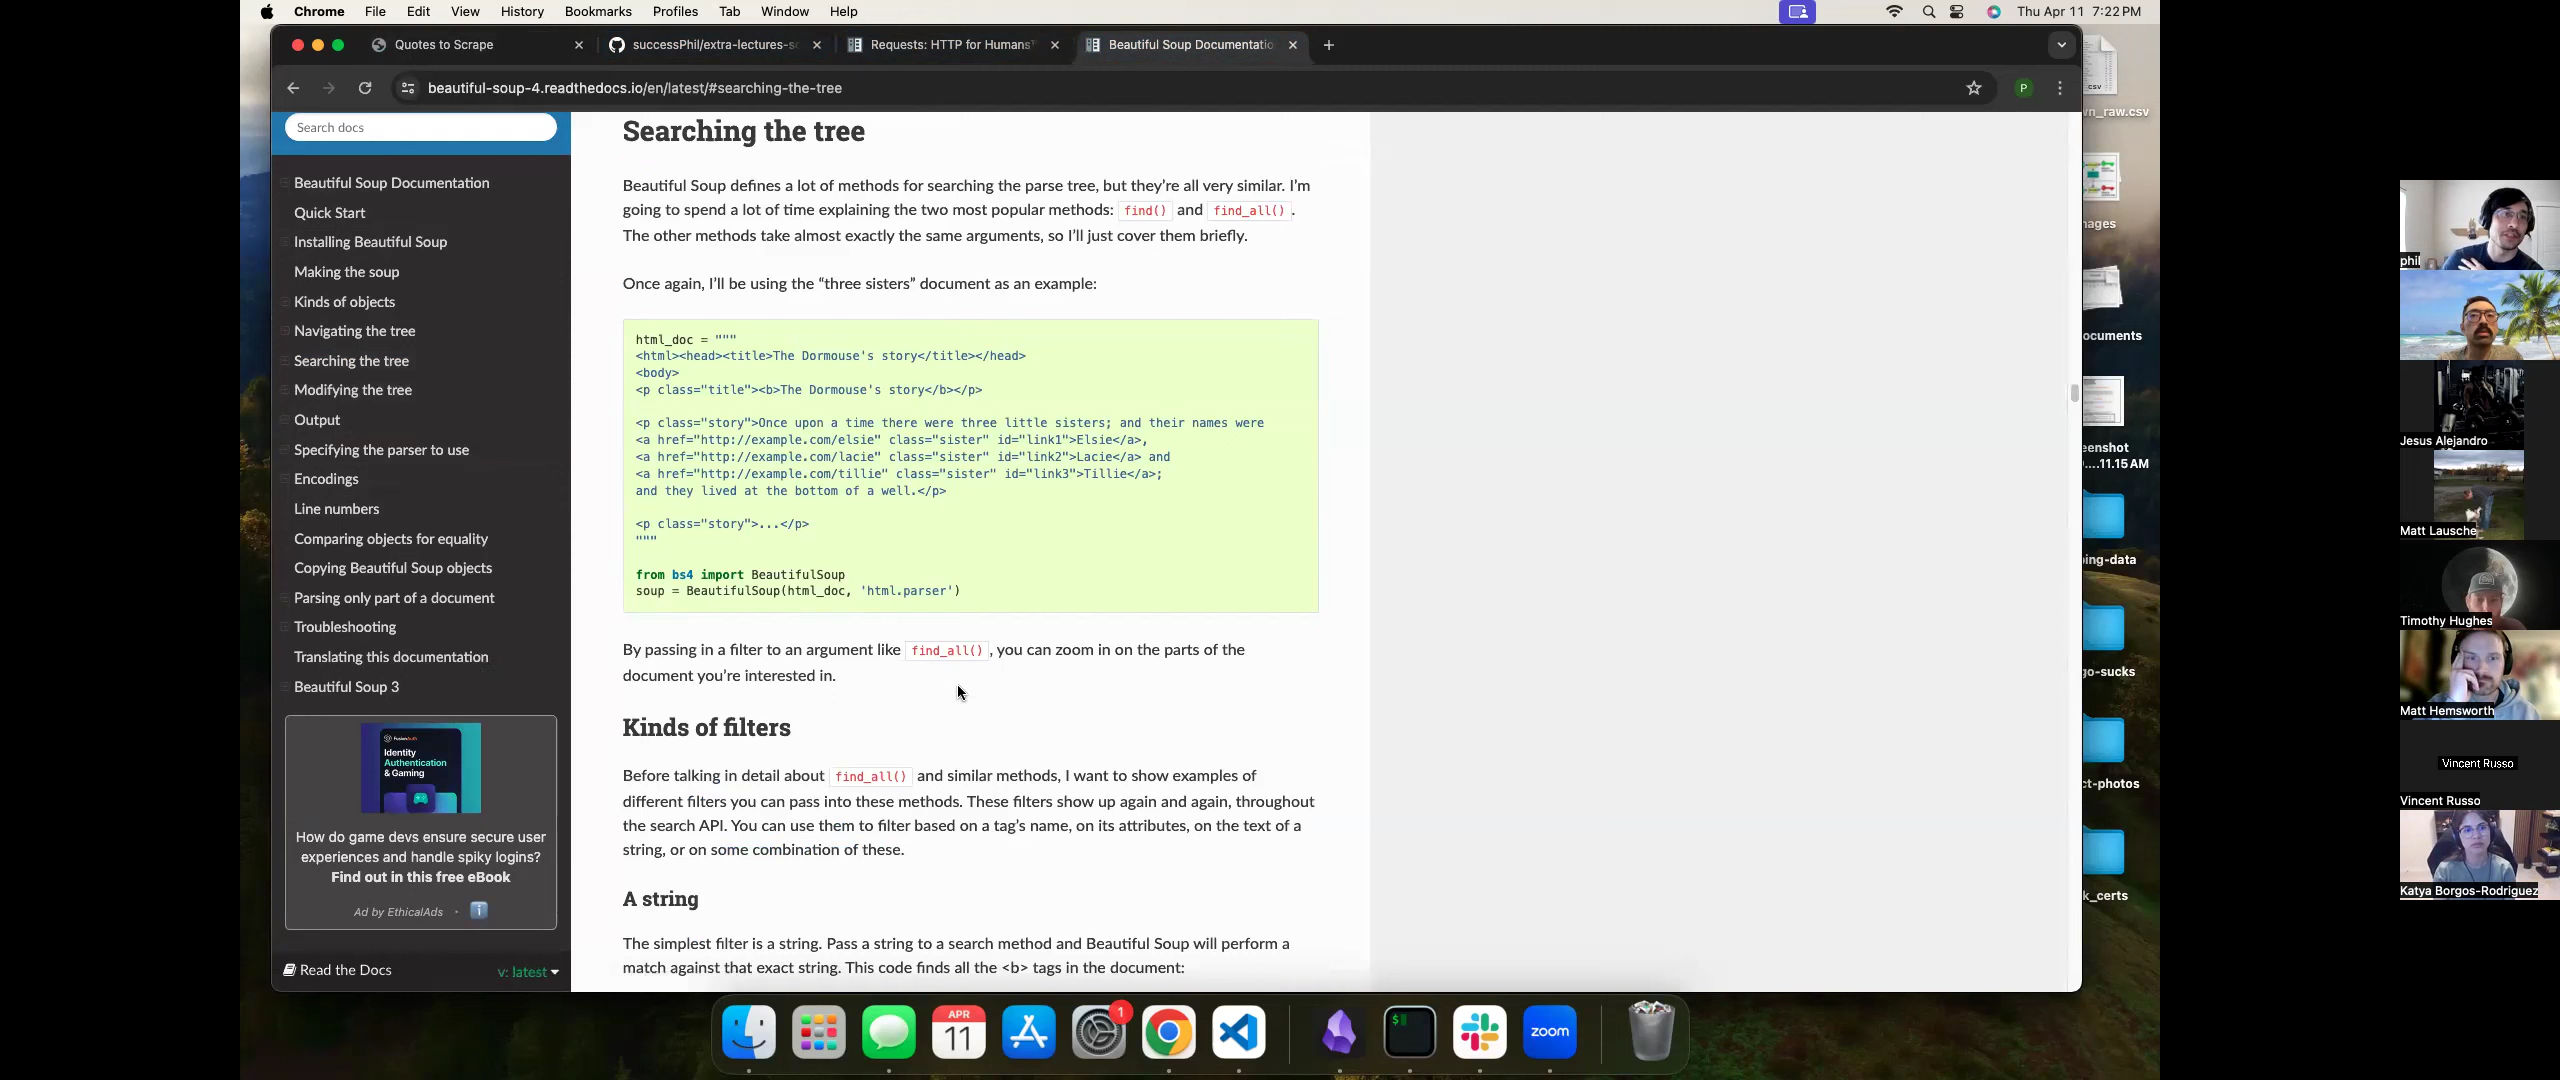 Chrome File Edit View History Bookmarks Profiles Tab Window Help
Thu Apr 11 7:22 PM
Quotes to Scrape
successPhil/extra-lectures-s
Requests: HTTP for Humans
Beautiful Soup Documentatio
beautiful-soup-4.readthedocs.io/en/latest/#searching-the-tree
P
Search docs
Beautiful Soup Documentation
Quick Start
Installing Beautiful Soup
Making the soup
Kinds of objects
Navigating the tree
Searching the tree
Modifying the tree
Output
Specifying the parser to use
Encodings
Line numbers
Comparing objects for equality
Copying Beautiful Soup objects
Parsing only part of a document
Troubleshooting
Translating this documentation
Beautiful Soup 3
FusionAuth
Identity
Authentication
& Gaming
How do game devs ensure secure user
experiences and handle spiky logins?
Find out in this free eBook
Ad by EthicalAds ·
Read the Docs
v: latest
Searching the tree
Beautiful Soup defines a lot of methods for searching the parse tree, but they’re all very similar. I’m
going to spend a lot of time explaining the two most popular methods: find() and find_all().
The other methods take almost exactly the same arguments, so I’ll just cover them briefly.
Once again, I’ll be using the “three sisters” document as an example:
html_doc = """
<html><head><title>The Dormouse's story</title></head>
<body>
<p class="title"><b>The Dormouse's story</b></p>
<p class="story">Once upon a time there were three little sisters; and their names were
<a href="http://example.com/elsie" class="sister" id="link1">Elsie</a>,
<a href="http://example.com/lacie" class="sister" id="link2">Lacie</a> and
<a href="http://example.com/tillie" class="sister" id="link3">Tillie</a>;
and they lived at the bottom of a well.</p>
<p class="story">...</p>
"""
from bs4 import BeautifulSoup
soup = BeautifulSoup(html_doc, 'html.parser')
By passing in a filter to an argument like find_all(), you can zoom in on the parts of the
document you’re interested in.
Kinds of filters
Before talking in detail about find_all() and similar methods, I want to show examples of
different filters you can pass into these methods. These filters show up again and again, throughout
the search API. You can use them to filter based on a tag’s name, on its attributes, on the text of a
string, or on some combination of these.
A string
The simplest filter is a string. Pass a string to a search method and Beautiful Soup will perform a
match against that exact string. This code finds all the <b> tags in the document:
csv
wn_raw.csv
nages
ocuments
eenshot
....11.15 AM
ing-data
go-sucks
ct-photos
k_certs
APR
11
1
$
zoom
phil
Jesus Alejandro
Matt Lausche
Timothy Hughes
Matt Hemsworth
Vincent Russo
Vincent Russo
Katya Borgos-Rodriguez